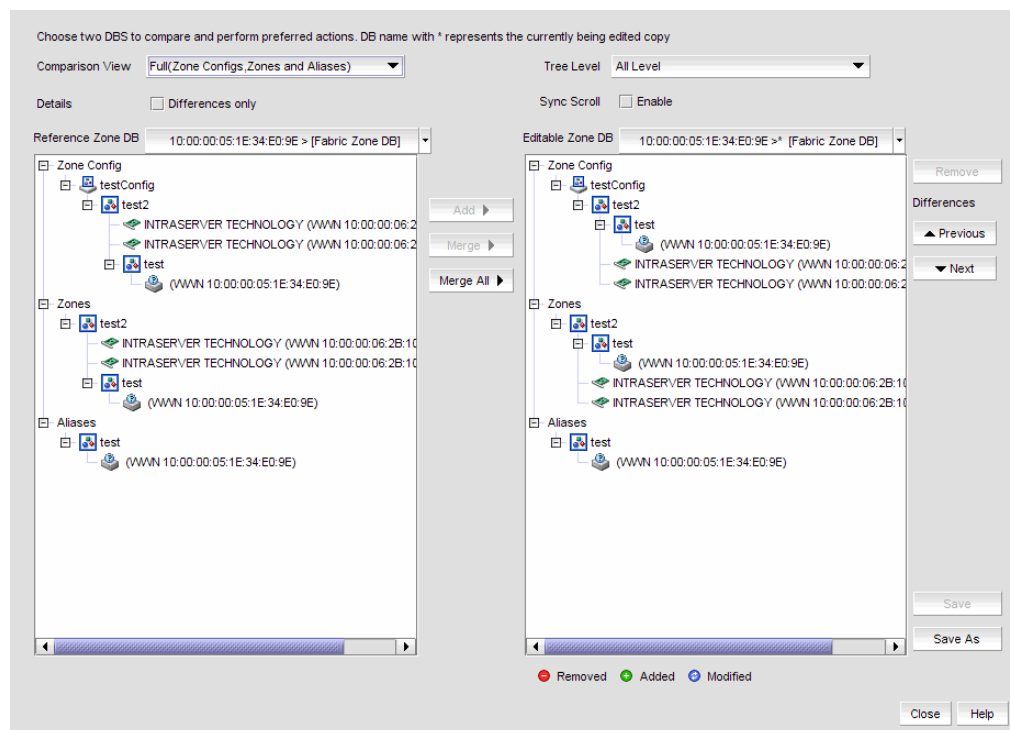 Choose two DBS to compare and perform preferred actions. DB name with * represents the currently being edited copy
Comparison View Full(Zone Configs,Zones and Aliases) Tree Level All Level
Details Differences only Sync Scroll Enable
Reference Zone DB 10:00:00:05:1E:34:E0:9E > [Fabric Zone DB] Editable Zone DB 10:00:00:05:1E:34:E0:9E >* [Fabric Zone DB]
Zone Config
testConfig
test2
INTRASERVER TECHNOLOGY (WWN 10:00:00:06:2
INTRASERVER TECHNOLOGY (WWN 10:00:00:06:2
test
(WWN 10:00:00:05:1E:34:E0:9E)
Zones
test2
INTRASERVER TECHNOLOGY (WWN 10:00:00:06:2B:10
INTRASERVER TECHNOLOGY (WWN 10:00:00:06:2B:10
test
(WWN 10:00:00:05:1E:34:E0:9E)
Aliases
test
(WWN 10:00:00:05:1E:34:E0:9E)
Add
Merge
Merge All
Zone Config
testConfig
test2
test
(WWN 10:00:00:05:1E:34:E0:9E)
INTRASERVER TECHNOLOGY (WWN 10:00:00:06:2
INTRASERVER TECHNOLOGY (WWN 10:00:00:06:2
Zones
test2
test
(WWN 10:00:00:05:1E:34:E0:9E)
INTRASERVER TECHNOLOGY (WWN 10:00:00:06:2B:10
INTRASERVER TECHNOLOGY (WWN 10:00:00:06:2B:10
Aliases
test
(WWN 10:00:00:05:1E:34:E0:9E)
Remove
Differences
Previous
Next
Save
Save As
Removed Added Modified
Close Help